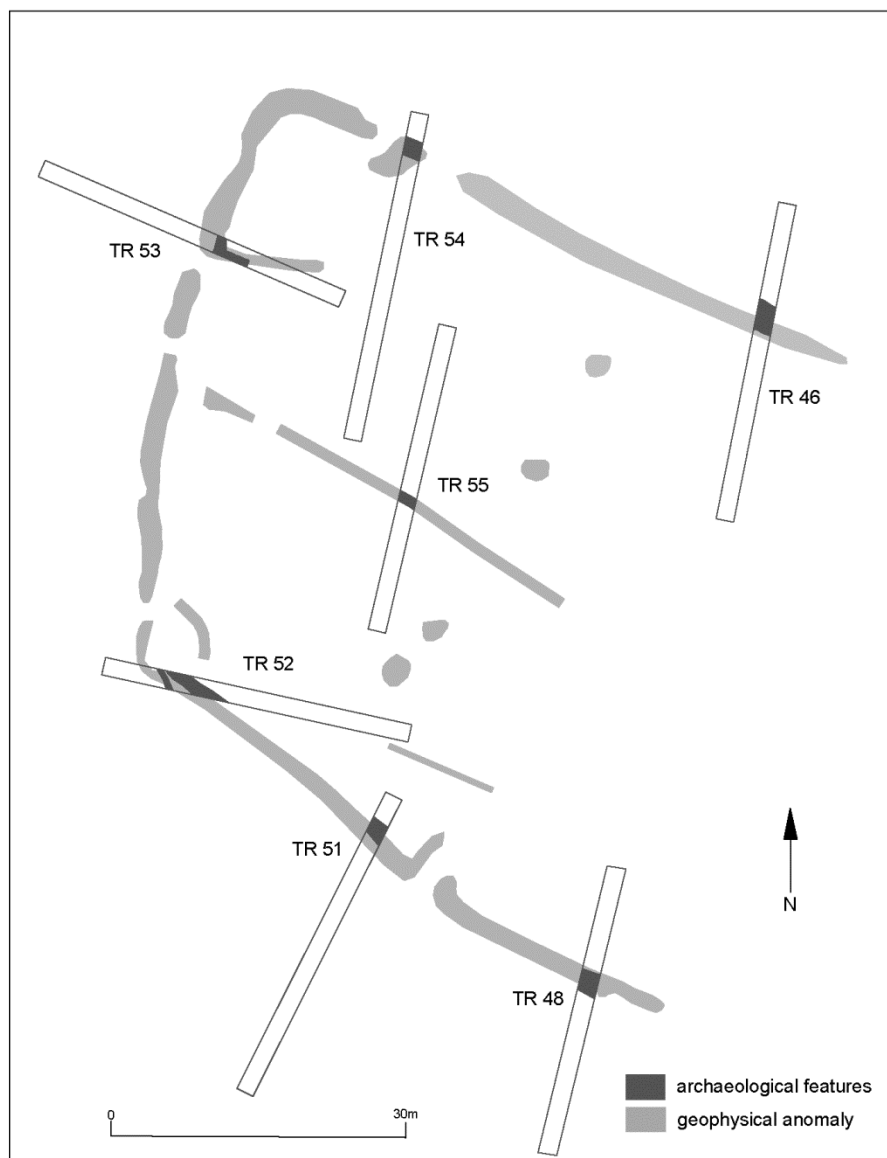 TR 53
TR 54
TR 46
TR 55
TR 52
TR 51
TR 48
N
0 30m
archaeological features
geophysical anomaly